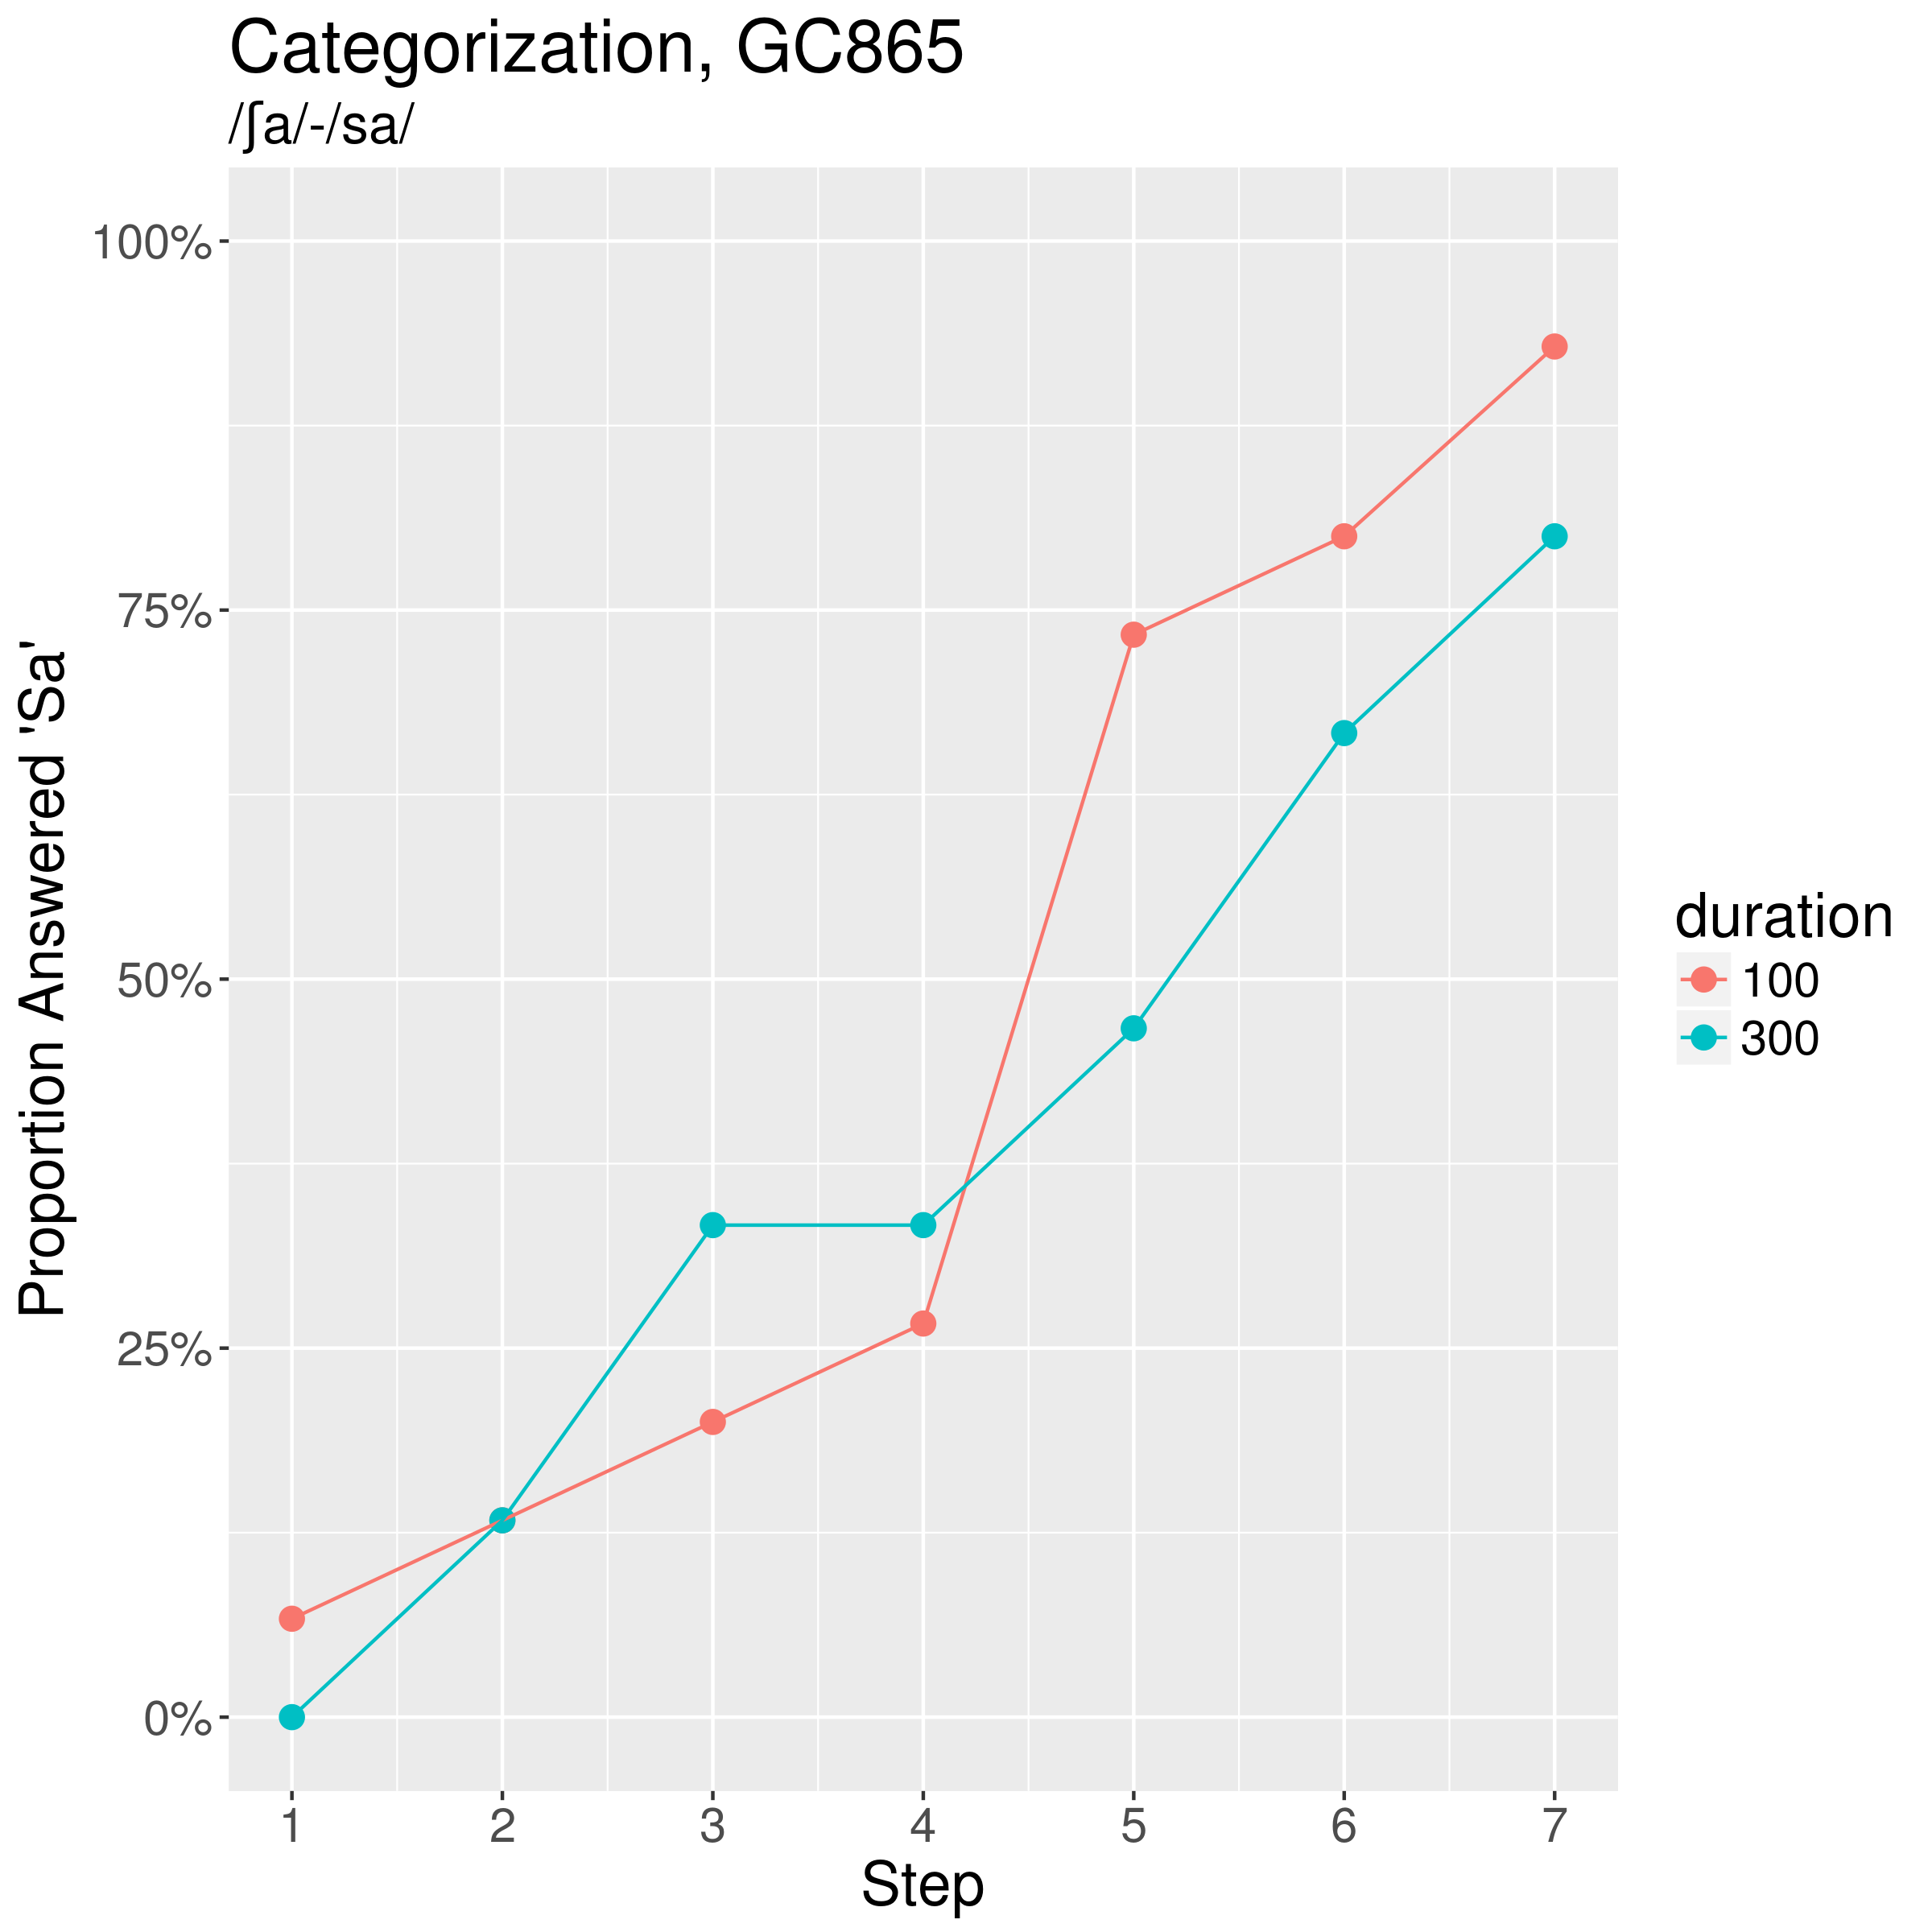 Categorization, GC865
/ʃa/-/sa/
Proportion Answered 'Sa'
100%
75%
50%
25%
0%
1 2 3 4 5 6 7
Step
duration
100
300